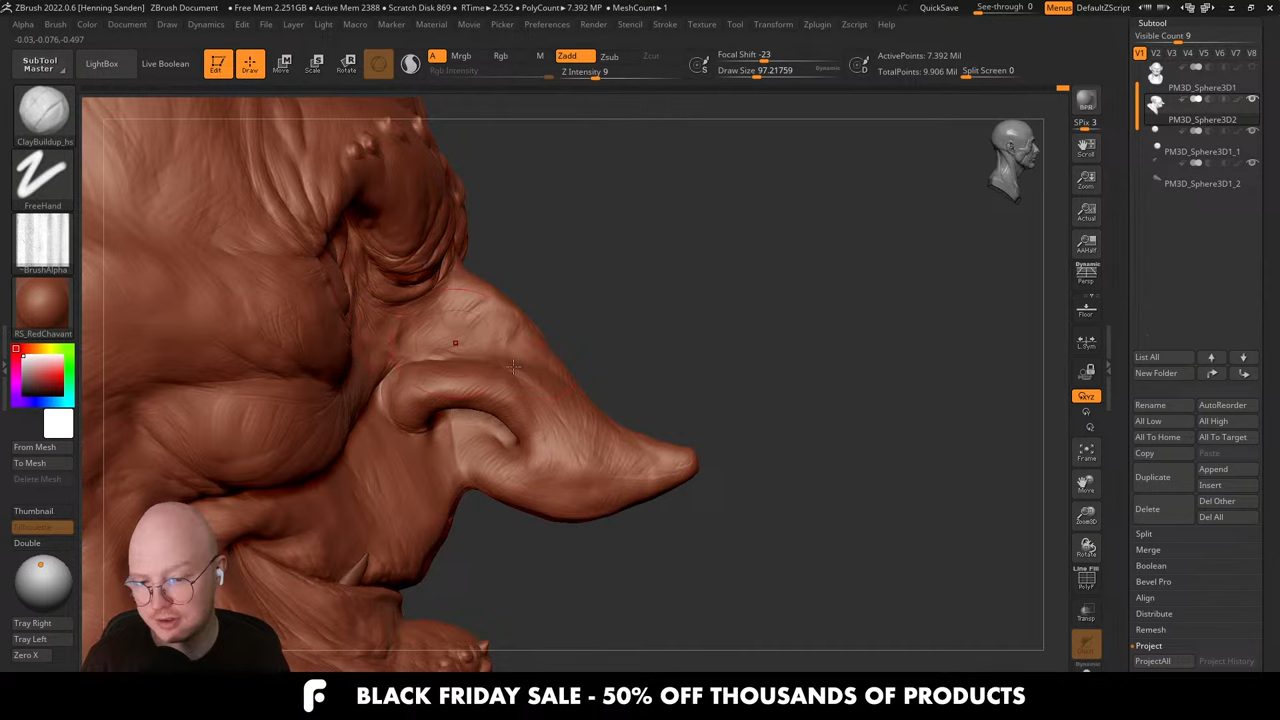 ZBrush 2022.0.6 [Henning Sanden]   ZBrush Document   • Free Mem 2.251GB • Active Mem 2388 • Scratch Disk 869 • RTime▸2.552 • PolyCount▸7.392 MP • MeshCount▸1
AC QuickSave See-through 0 Menus DefaultZScript
Alpha Brush Color Document Draw Dynamics Edit File Layer Light Macro Marker Material Movie Picker Preferences Render Stencil Stroke Texture Tool Transform Zplugin Zscript Help
-0.03,-0.076,-0.497
SubTool Master
LightBox
Live Boolean
Edit
Draw
Move
Scale
Rotate
A
Mrgb
Rgb
M
Rgb Intensity
Zadd
Zsub
Zcut
Z Intensity 9
S
Focal Shift -23
Draw Size 97.21759
Dynamic
D
ActivePoints: 7.392 Mil
TotalPoints: 9.906 Mil
Split Screen 0
ClayBuildup_hs
FreeHand
~BrushAlpha
RS_RedChavant
From Mesh
To Mesh
Delete Mesh
Thumbnail
Silhouette
Double
Tray Right
Tray Left
Zero X
BPR
SPix 3
Scroll
Zoom
Actual
AAHalf
Dynamic
Persp
Floor
L.Sym
XYZ
Frame
Move
Zoom3D
Rotate
Line Fill
PolyF
Transp
Dynamic
Subtool
Visible Count 9
V1 V2 V3 V4 V5 V6 V7 V8
PM3D_Sphere3D1
PM3D_Sphere3D2
PM3D_Sphere3D1_1
PM3D_Sphere3D1_2
List All
New Folder
Rename AutoReorder
All Low All High
All To Home All To Target
Copy Paste
Duplicate Append
Insert
Delete Del Other
Del All
Split
Merge
Boolean
Bevel Pro
Align
Distribute
Remesh
Project
ProjectAll Project History
BLACK FRIDAY SALE - 50% OFF THOUSANDS OF PRODUCTS